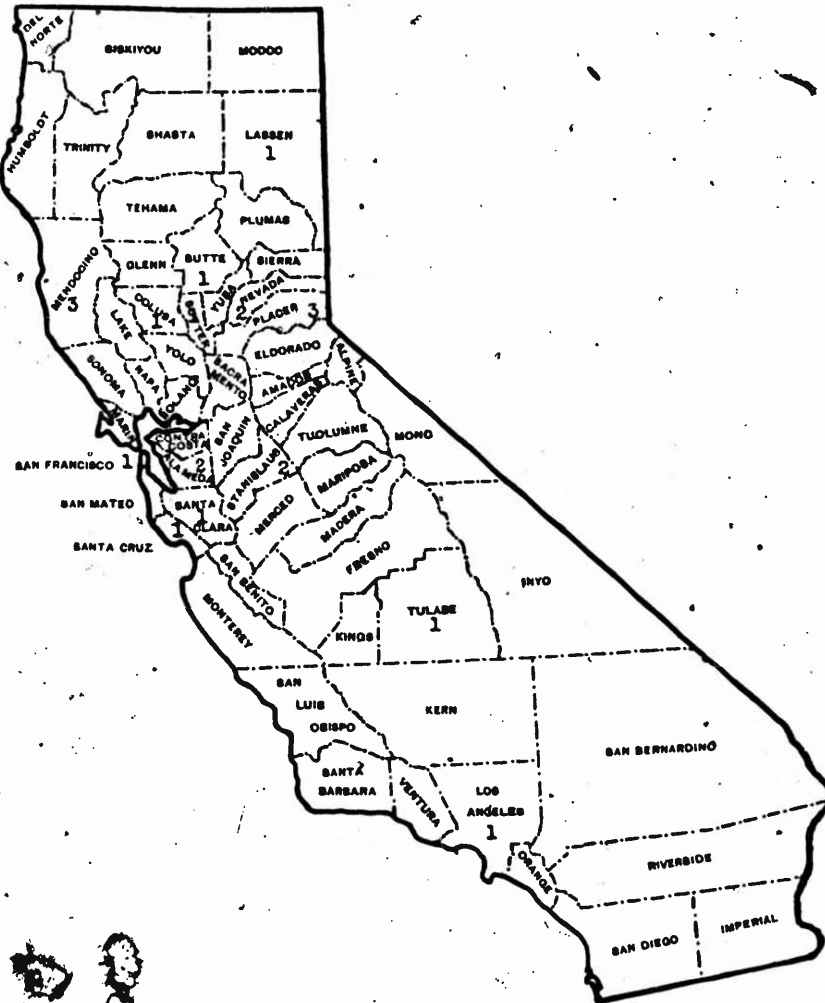 DEL NORTE
SISKIYOU
MODOC
HUMBOLDT
TRINITY
SHASTA
LASSEN
1
TEHAMA
PLUMAS
MENDOCINO
3
GLENN
BUTTE
1
SIERRA
COLUSA
1
LAKE
SUTTER
1
YUBA
NEVADA
2
PLACER
3
SONOMA
NAPA
YOLO
SOLANO
SACRA
MENTO
ELDORADO
ALPINE
AMADOR
CALAVERAS
MARIN
CONTRA
COSTA
ALAMEDA
2
SAN
JOAQUIN
STANISLAUS
2
TUOLUMNE
MONO
SAN FRANCISCO 1
SAN MATEO
SANTA
CLARA
1
1
SANTA CRUZ
MERCED
MARIPOSA
MADERA
FRESNO
SAN BENITO
MONTEREY
KINGS
TULARE
1
INYO
SAN
LUIS
OBISPO
KERN
SAN BERNARDINO
SANTA
BARBARA
VENTURA
LOS
ANGELES
1
ORANGE
RIVERSIDE
SAN DIEGO
IMPERIAL